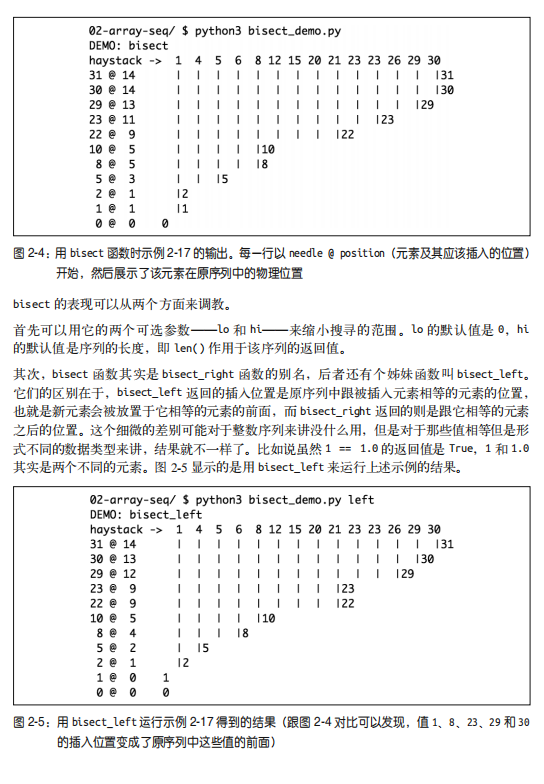 02-array-seq/ $ python3 bisect_demo.py
DEMO: bisect
haystack -> 1 4 5 6 8 12 15 20 21 23 23 26 29 30
31 @ 14 | | | | | | | | | | | | | |31
30 @ 14 | | | | | | | | | | | | | |30
29 @ 13 | | | | | | | | | | | | |29
23 @ 11 | | | | | | | | | | |23
22 @ 9 | | | | | | | | |22
10 @ 5 | | | | |10
8 @ 5 | | | | |8
5 @ 3 | | |5
2 @ 1 |2
1 @ 1 |1
0 @ 0 0
图 2-4：用 bisect 函数时示例 2-17 的输出。每一行以 needle @ position（元素及其应该插入的位置）
开始，然后展示了该元素在原序列中的物理位置
bisect 的表现可以从两个方面来调教。
首先可以用它的两个可选参数——lo 和 hi——来缩小搜寻的范围。lo 的默认值是 0，hi
的默认值是序列的长度，即 len() 作用于该序列的返回值。
其次，bisect 函数其实是 bisect_right 函数的别名，后者还有个姊妹函数叫 bisect_left。
它们的区别在于，bisect_left 返回的插入位置是原序列中跟被插入元素相等的元素的位置，
也就是新元素会被放置于它相等的元素的前面，而 bisect_right 返回的则是跟它相等的元素
之后的位置。这个细微的差别可能对于整数序列来讲没什么用，但是对于那些值相等但是形
式不同的数据类型来讲，结果就不一样了。比如说虽然 1 == 1.0 的返回值是 True，1 和 1.0
其实是两个不同的元素。图 2-5 显示的是用 bisect_left 来运行上述示例的结果。
02-array-seq/ $ python3 bisect_demo.py left
DEMO: bisect_left
haystack -> 1 4 5 6 8 12 15 20 21 23 23 26 29 30
31 @ 14 | | | | | | | | | | | | | |31
30 @ 13 | | | | | | | | | | | | |30
29 @ 12 | | | | | | | | | | | |29
23 @ 9 | | | | | | | | |23
22 @ 9 | | | | | | | | |22
10 @ 5 | | | | |10
8 @ 4 | | | |8
5 @ 2 | |5
2 @ 1 |2
1 @ 0 1
0 @ 0 0
图 2-5：用 bisect_left 运行示例 2-17 得到的结果（跟图 2-4 对比可以发现，值 1、8、23、29 和 30
的插入位置变成了原序列中这些值的前面）